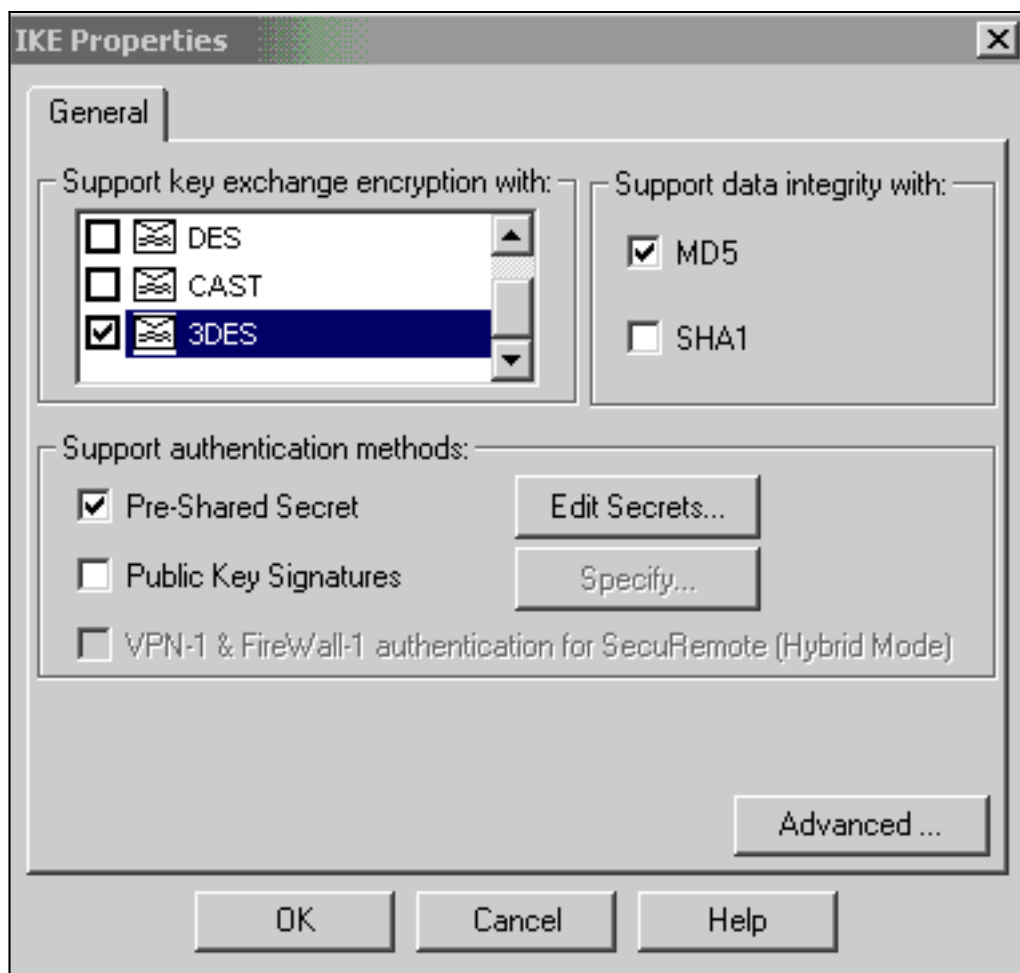 IKE Properties
General
Support key exchange encryption with:
Support data integrity with:
DES
CAST
3DES
MD5
SHA1
Support authentication methods:
Pre-Shared Secret
Edit Secrets...
Public Key Signatures
Specify...
VPN-1 & FireWall-1 authentication for SecuRemote (Hybrid Mode)
Advanced ...
OK
Cancel
Help